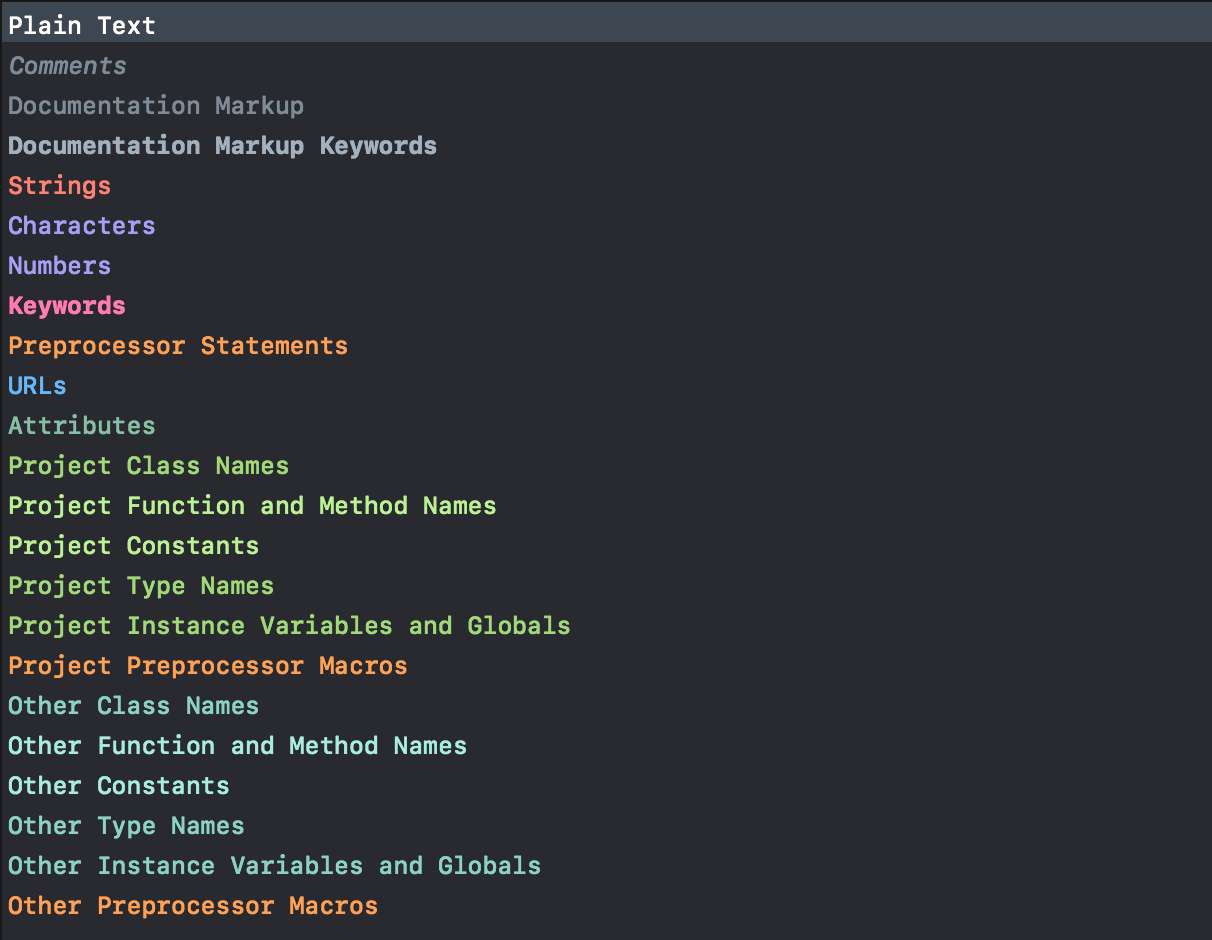 Plain Text
Comments
Documentation Markup
Documentation Markup Keywords
Strings
Characters
Numbers
Keywords
Preprocessor Statements
URLs
Attributes
Project Class Names
Project Function and Method Names
Project Constants
Project Type Names
Project Instance Variables and Globals
Project Preprocessor Macros
Other Class Names
Other Function and Method Names
Other Constants
Other Type Names
Other Instance Variables and Globals
Other Preprocessor Macros